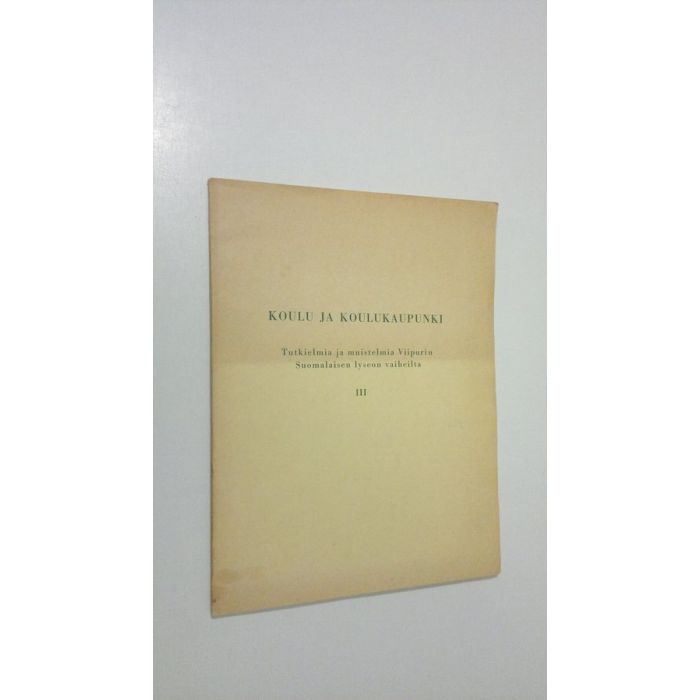 KOULU JA KOULUKAUPUNKI
Tutkielmia ja muistelmia Viipurin
Suomalaisen lyseon vaiheilta
III